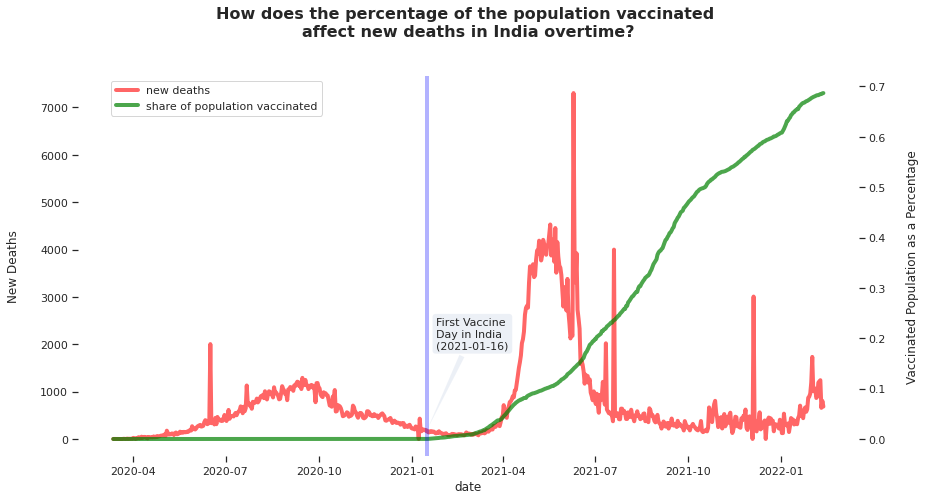 How does the percentage of the population vaccinated
affect new deaths in India overtime?
new deaths
share of population vaccinated
7000
6000
5000
4000
3000
2000
1000
0
New Deaths
First Vaccine
Day in India
(2021-01-16)
0.7
0.6
0.5
0.4
0.3
0.2
0.1
0.0
Vaccinated Population as a Percentage
2020-04 2020-07 2020-10 2021-01 2021-04 2021-07 2021-10 2022-01
date